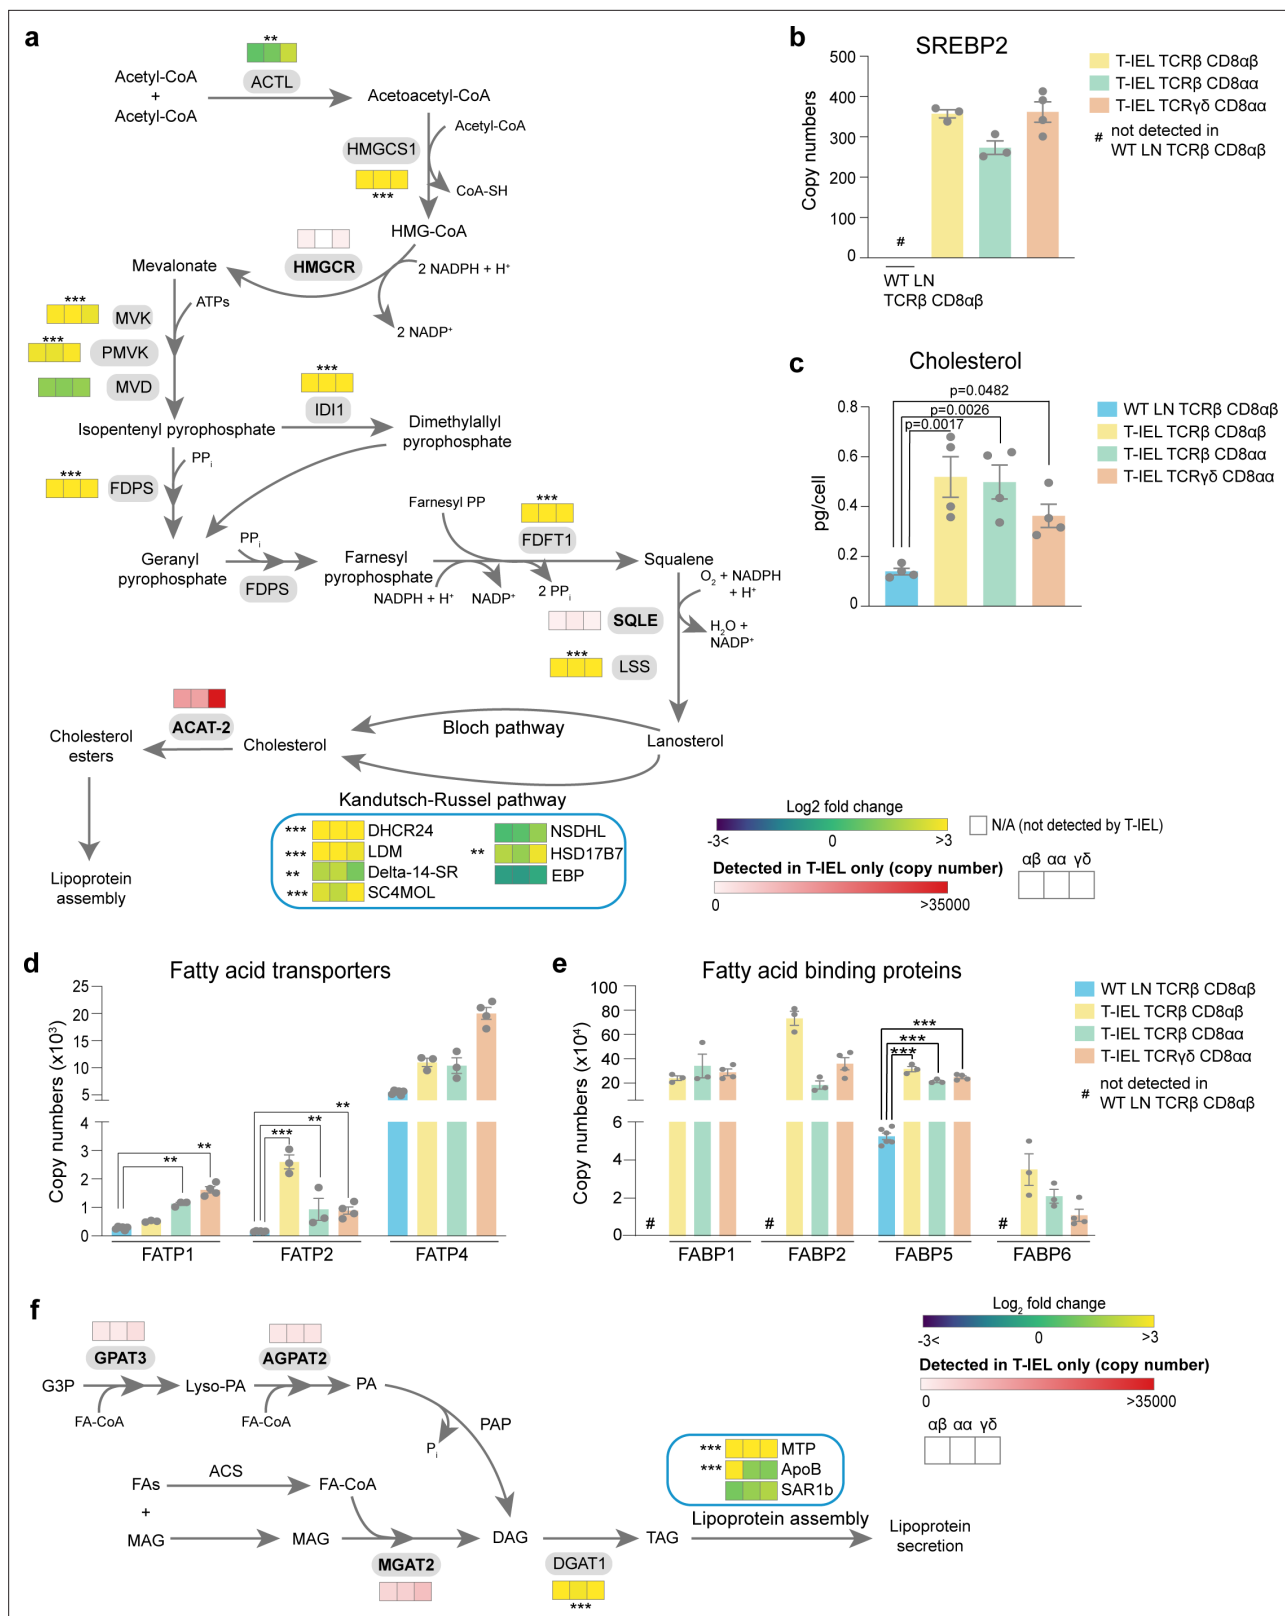 a
**
ACTL
Acetyl-CoA
+
Acetyl-CoA
Acetoacetyl-CoA
Acetyl-CoA
HMGCS1
***
CoA-SH
HMG-CoA
HMGCR
2 NADPH + H⁺
2 NADP⁺
Mevalonate
ATPs
***
MVK
***
PMVK
MVD
***
IDI1
Isopentenyl pyrophosphate
Dimethylallyl
pyrophosphate
PPᵢ
***
FDPS
Farnesyl PP
***
FDFT1
PPᵢ
Geranyl
pyrophosphate
FDPS
Farnesyl
pyrophosphate
NADPH + H⁺
NADP⁺
2 PPᵢ
Squalene
O₂ + NADPH
+ H⁺
SQLE
H₂O +
NADP⁺
***
LSS
ACAT-2
Cholesterol
esters
Cholesterol
Bloch pathway
Lanosterol
Kandutsch-Russel pathway
*** DHCR24
*** LDM
** Delta-14-SR
*** SC4MOL
NSDHL
** HSD17B7
EBP
Lipoprotein
assembly
Log2 fold change
-3< 0 >3
N/A (not detected by T-IEL)
Detected in T-IEL only (copy number)
0 >35000
αβ αα γδ
b
SREBP2
Copy numbers
500
400
300
200
100
0
#
WT LN
TCRβ CD8αβ
T-IEL TCRβ CD8αβ
T-IEL TCRβ CD8αα
T-IEL TCRγδ CD8αα
# not detected in
WT LN TCRβ CD8αβ
c
Cholesterol
p=0.0482
p=0.0026
p=0.0017
pg/cell
0.8
0.6
0.4
0.2
0
WT LN TCRβ CD8αβ
T-IEL TCRβ CD8αβ
T-IEL TCRβ CD8αα
T-IEL TCRγδ CD8αα
d
Fatty acid transporters
Copy numbers (x10³)
25
20
15
10
5
4
3
2
1
0
**
**
***
**
**
FATP1
FATP2
FATP4
e
Fatty acid binding proteins
Copy numbers (x10⁴)
100
80
60
40
20
6
4
2
0
#
#
***
***
***
#
FABP1
FABP2
FABP5
FABP6
WT LN TCRβ CD8αβ
T-IEL TCRβ CD8αβ
T-IEL TCRβ CD8αα
T-IEL TCRγδ CD8αα
# not detected in
WT LN TCRβ CD8αβ
f
GPAT3
AGPAT2
G3P
Lyso-PA
PA
FA-CoA
FA-CoA
Pᵢ
PAP
FAs
ACS
FA-CoA
+
MAG
MAG
DAG
TAG
MGAT2
DGAT1
***
*** MTP
*** ApoB
SAR1b
Lipoprotein assembly
Lipoprotein
secretion
Log₂ fold change
-3< 0 >3
Detected in T-IEL only (copy number)
0 >35000
αβ αα γδ